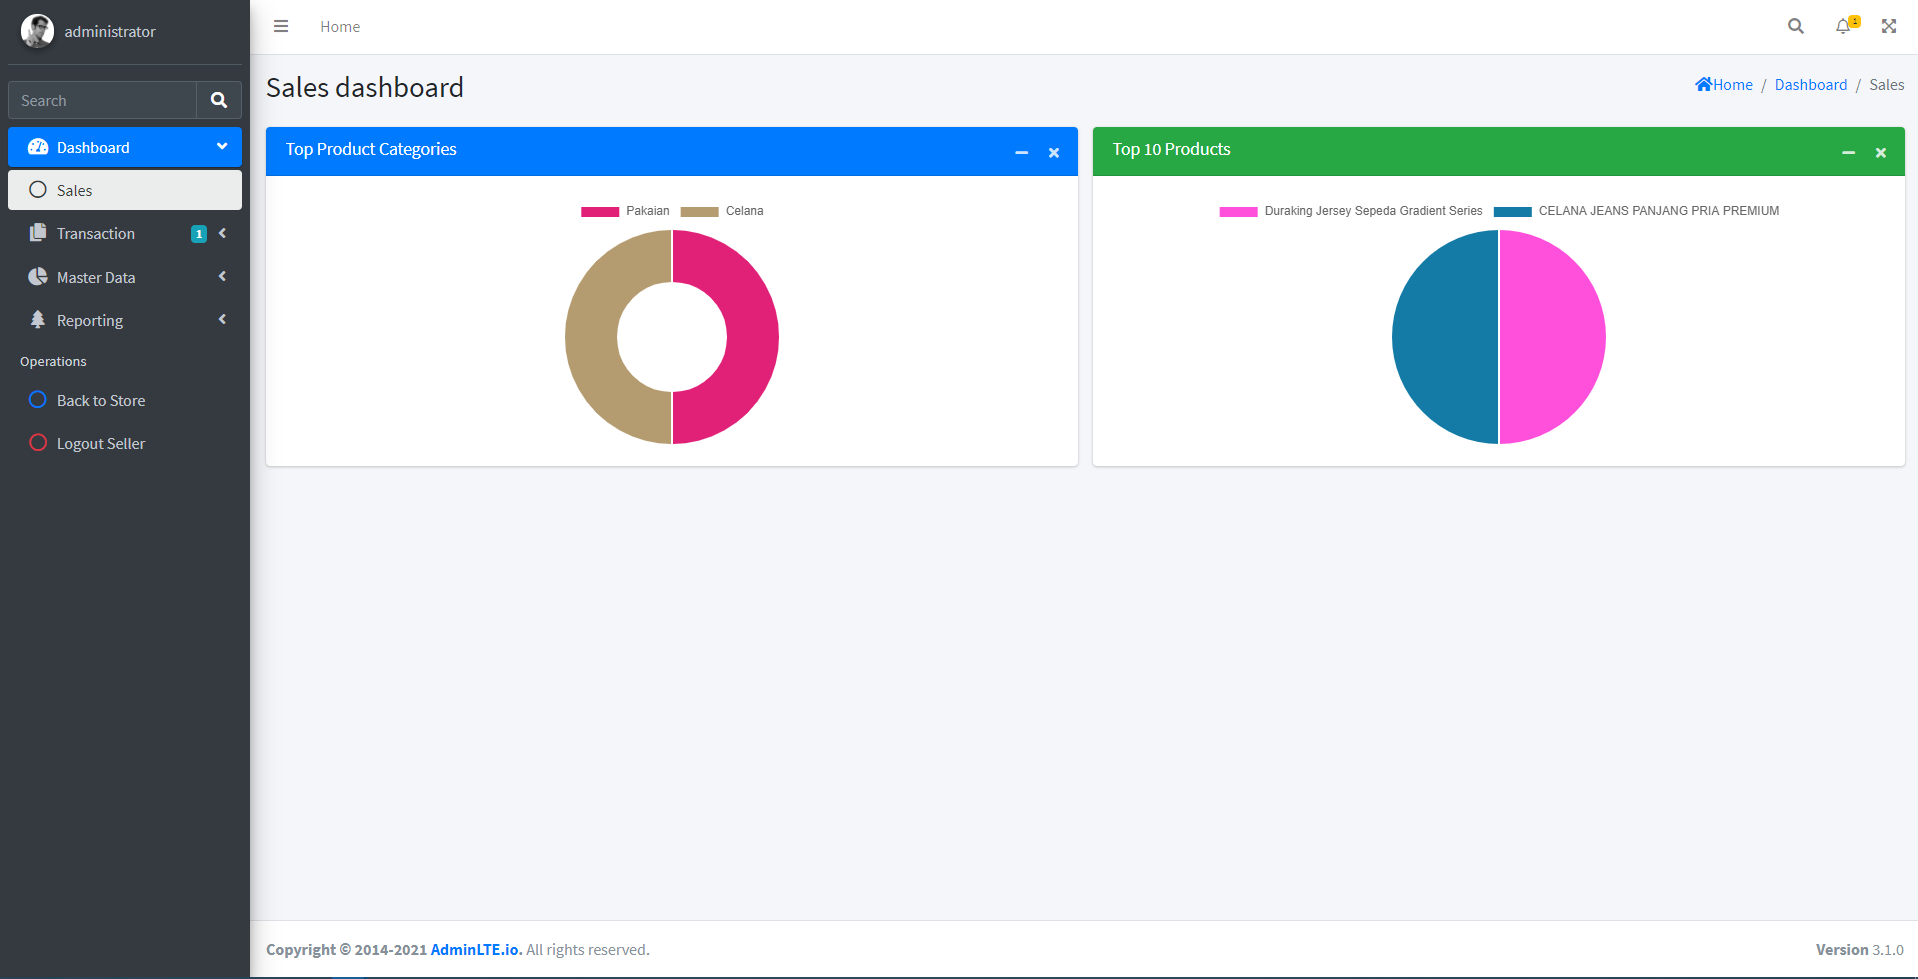 administrator
Home
1
Search
Sales dashboard
Home / Dashboard / Sales
Dashboard
Sales
Transaction 1
Master Data
Reporting
Operations
Back to Store
Logout Seller
Top Product Categories
Pakaian Celana
Top 10 Products
Duraking Jersey Sepeda Gradient Series CELANA JEANS PANJANG PRIA PREMIUM
Copyright © 2014-2021 AdminLTE.io. All rights reserved.
Version 3.1.0